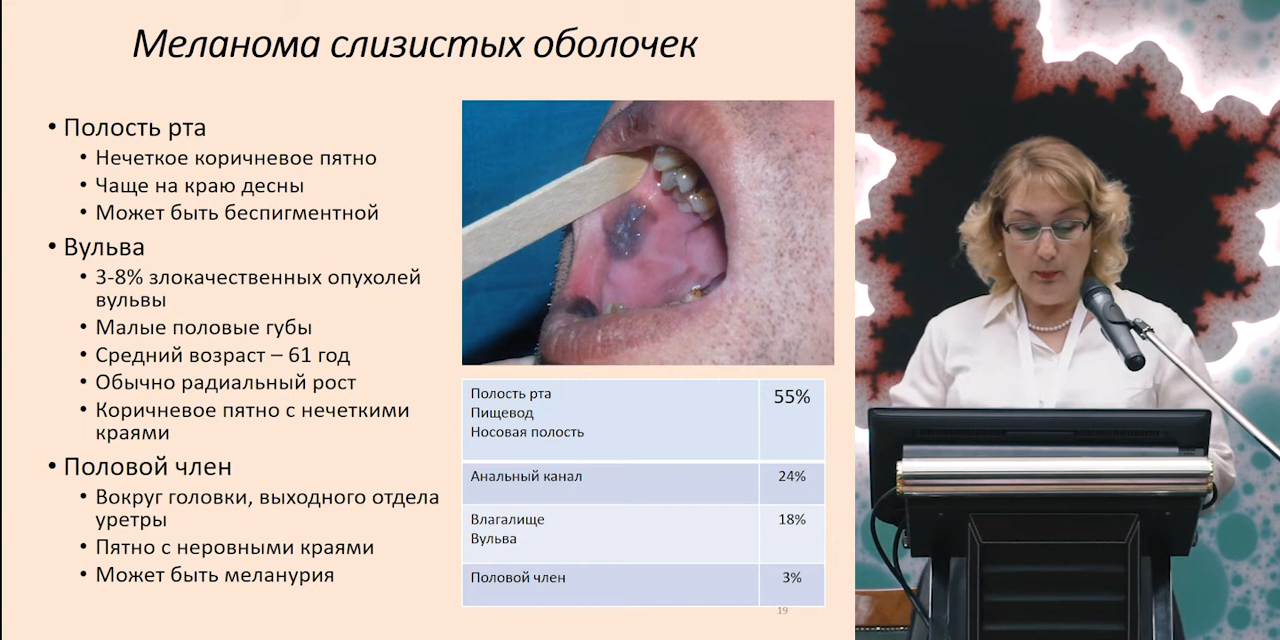 Меланома слизистых оболочек
• Полость рта
• Нечеткое коричневое пятно
• Чаще на краю десны
• Может быть беспигментной
• Вульва
• 3-8% злокачественных опухолей
вульвы
• Малые половые губы
• Средний возраст – 61 год
• Обычно радиальный рост
• Коричневое пятно с нечеткими
краями
• Половой член
• Вокруг головки, выходного отдела
уретры
• Пятно с неровными краями
• Может быть меланурия
Полость рта 55%
Пищевод
Носовая полость
Анальный канал 24%
Влагалище 18%
Вульва
Половой член 3%
19